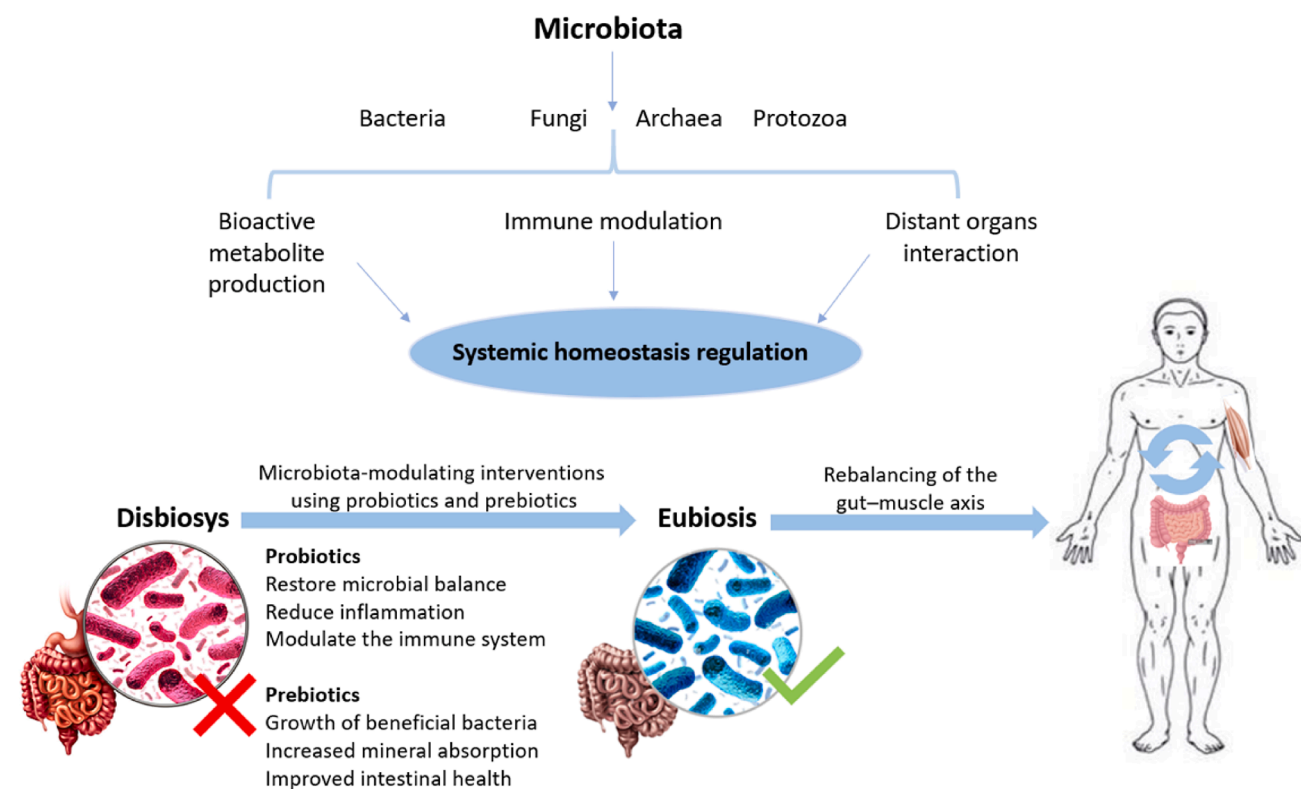 Microbiota
Bacteria Fungi Archaea Protozoa
Bioactive
metabolite
production
Immune modulation
Distant organs
interaction
Systemic homeostasis regulation
Microbiota-modulating interventions
using probiotics and prebiotics
Rebalancing of the
gut–muscle axis
Disbiosys
Eubiosis
Probiotics
Restore microbial balance
Reduce inflammation
Modulate the immune system
Prebiotics
Growth of beneficial bacteria
Increased mineral absorption
Improved intestinal health